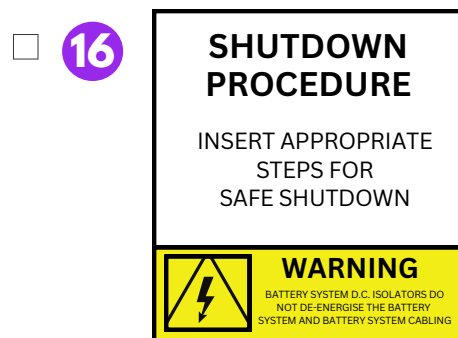 16
SHUTDOWN
PROCEDURE
INSERT APPROPRIATE
STEPS FOR
SAFE SHUTDOWN
WARNING
BATTERY SYSTEM D.C. ISOLATORS DO
NOT DE-ENERGISE THE BATTERY
SYSTEM AND BATTERY SYSTEM CABLING